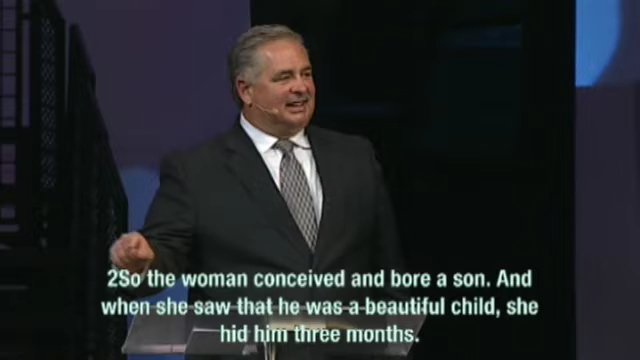 2So the woman conceived and bore a son. And
when she saw that he was a beautiful child, she
hid him three months.